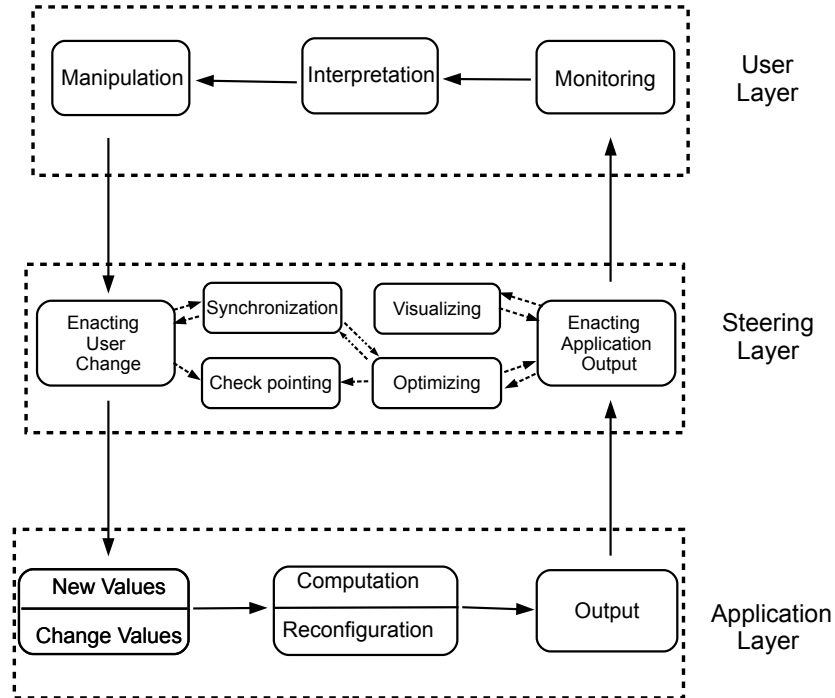 Manipulation
Interpretation
Monitoring
User
Layer
Enacting
User
Change
Synchronization
Check pointing
Visualizing
Optimizing
Enacting
Application
Output
Steering
Layer
New Values
Change Values
Computation
Reconfiguration
Output
Application
Layer